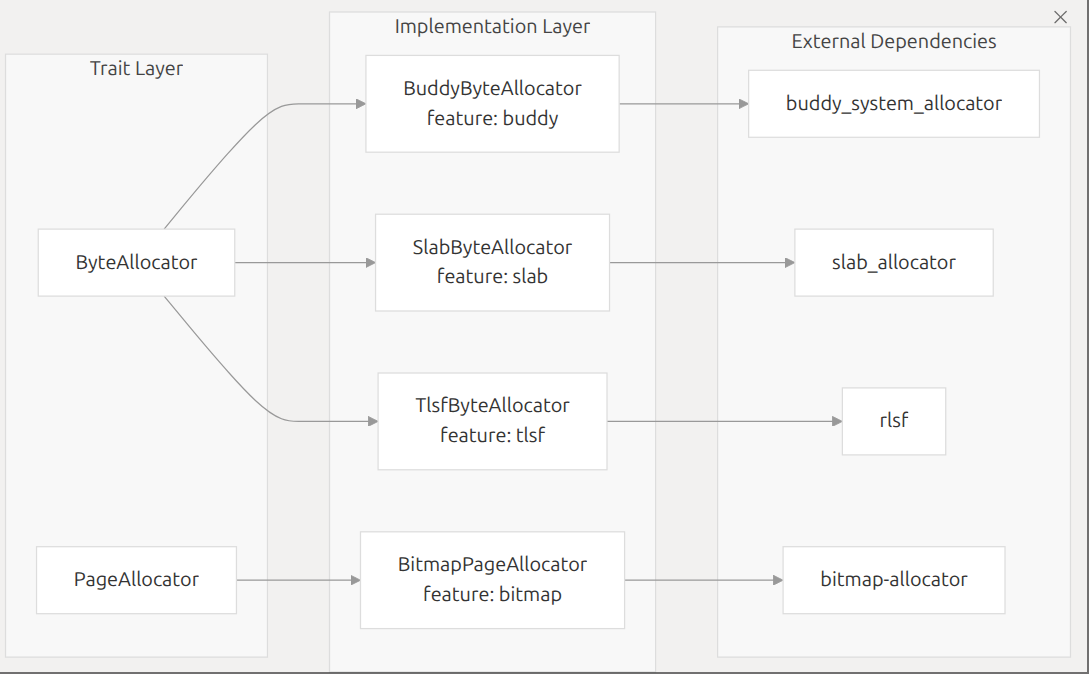 Trait Layer
ByteAllocator
PageAllocator
Implementation Layer
BuddyByteAllocator
feature: buddy
SlabByteAllocator
feature: slab
TlsfByteAllocator
feature: tlsf
BitmapPageAllocator
feature: bitmap
External Dependencies
buddy_system_allocator
slab_allocator
rlsf
bitmap-allocator